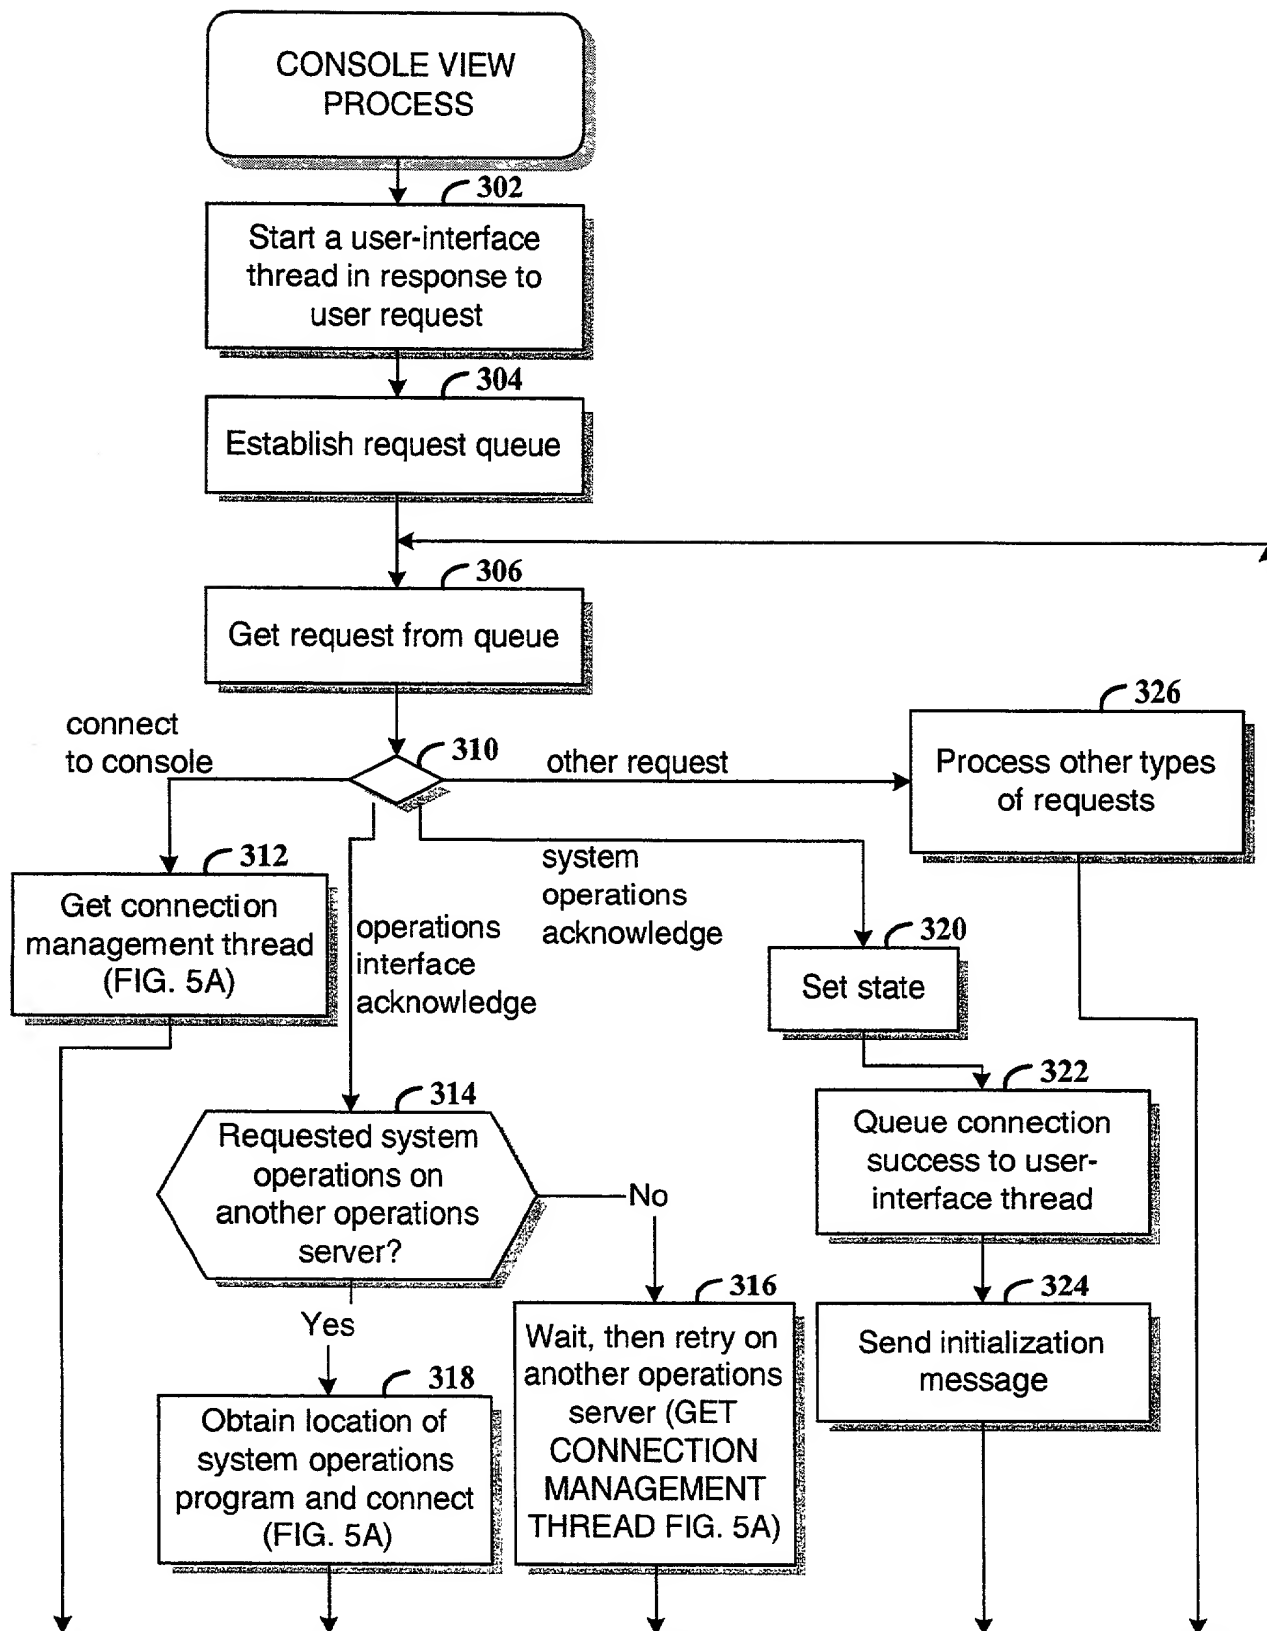 CONSOLE VIEW
PROCESS
302
Start a user-interface
thread in response to
user request
304
Establish request queue
306
Get request from queue
310
connect
to console
other request
326
Process other types
of requests
312
Get connection
management thread
(FIG. 5A)
operations
interface
acknowledge
system
operations
acknowledge
320
Set state
322
Queue connection
success to user-
interface thread
314
Requested system
operations on
another operations
server?
No
Yes
324
Send initialization
message
316
Wait, then retry on
another operations
server (GET
CONNECTION
MANAGEMENT
THREAD FIG. 5A)
318
Obtain location of
system operations
program and connect
(FIG. 5A)